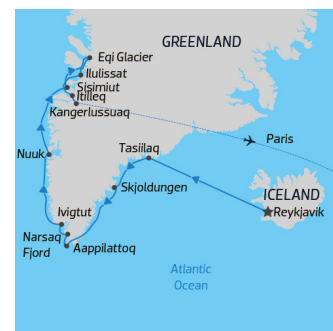 Eqi Glacier
GREENLAND
Ilulissat
Sisimiut
Itilleq
Kangerlussuaq
Paris
Nuuk
Tasiilaq
Skjoldungen
ICELAND
Reykjavik
Ivigtut
Narsaq
Fjord
Aappilattoq
Atlantic
Ocean